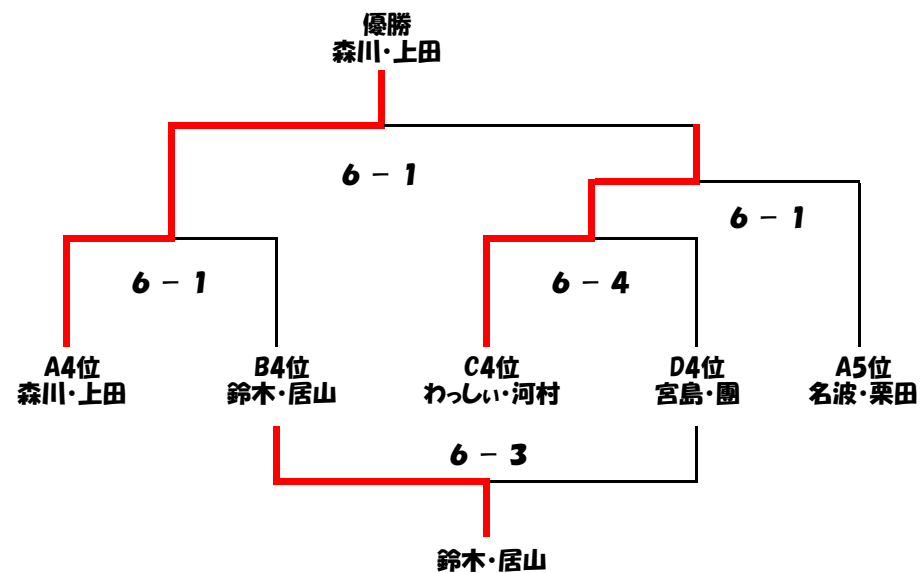 優勝
森川・上田
6 - 1
6 - 1
6 - 1
6 - 4
A4位
森川・上田
B4位
鈴木・居山
C4位
わっしぃ・河村
D4位
宮島・團
A5位
名波・栗田
6 - 3
鈴木・居山